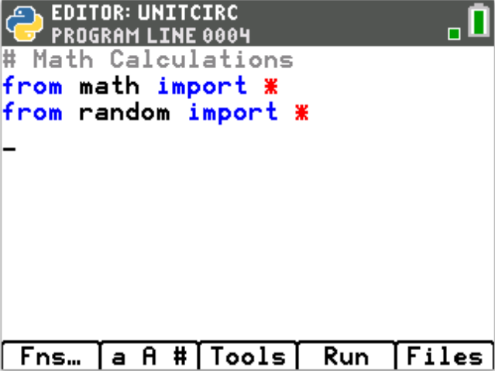 EDITOR: UNITCIRC
PROGRAM LINE 0004
# Math Calculations
from math import *
from random import *
_
Fns… a A # Tools Run Files